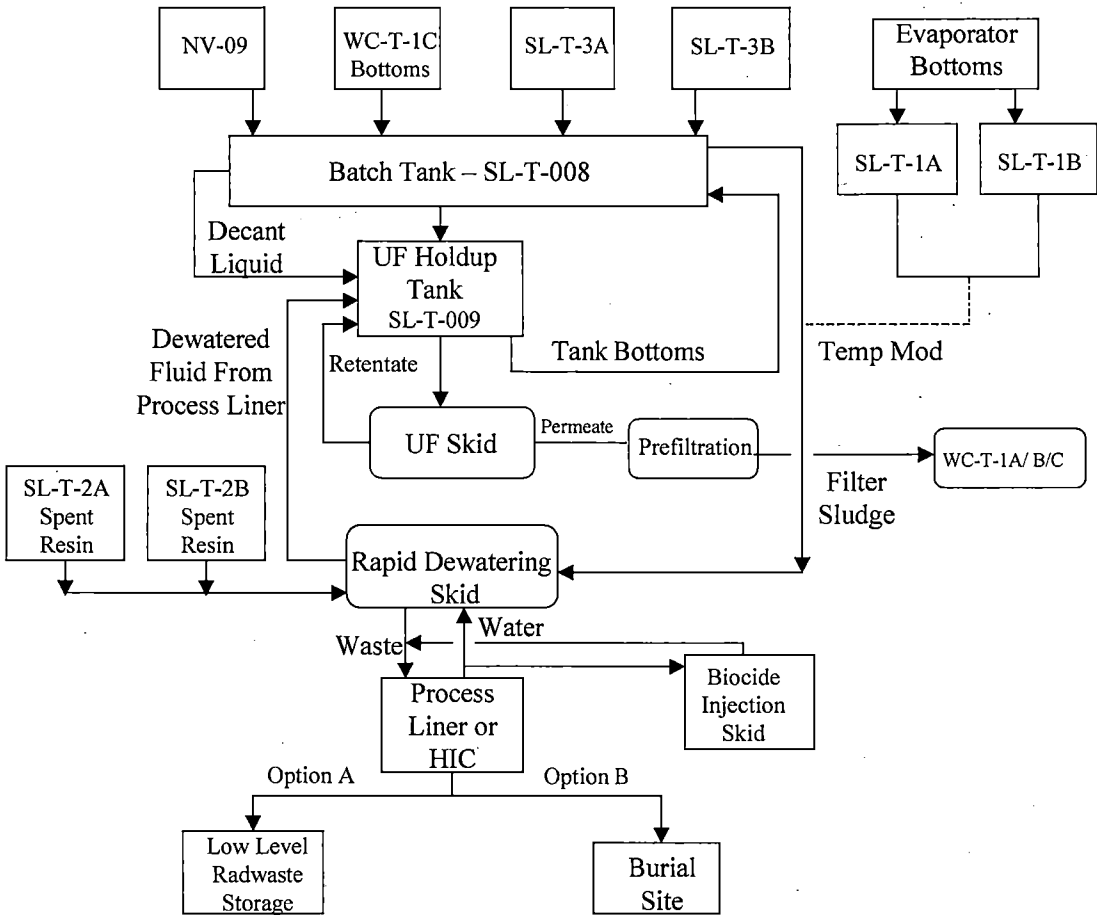 NV-09
WC-T-1C
Bottoms
SL-T-3A
SL-T-3B
Evaporator
Bottoms
Batch Tank – SL-T-008
SL-T-1A
SL-T-1B
Decant
Liquid
UF Holdup
Tank
SL-T-009
Dewatered
Fluid From
Process Liner
Retentate
Tank Bottoms
Temp Mod
UF Skid
Permeate
Prefiltration
WC-T-1A/ B/C
Filter
Sludge
SL-T-2A
Spent
Resin
SL-T-2B
Spent
Resin
Rapid Dewatering
Skid
Waste
Water
Process
Liner or
HIC
Biocide
Injection
Skid
Option A
Option B
Low Level
Radwaste
Storage
Burial
Site